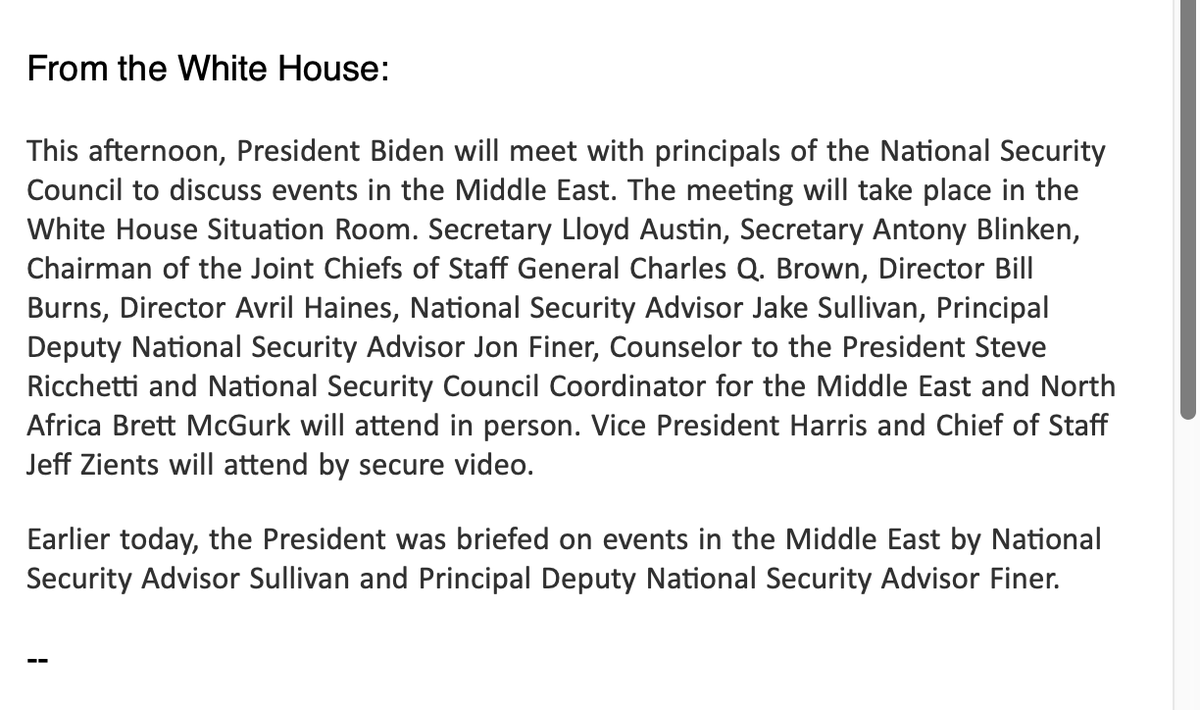 From the White House:
This afternoon, President Biden will meet with principals of the National Security
Council to discuss events in the Middle East. The meeting will take place in the
White House Situation Room. Secretary Lloyd Austin, Secretary Antony Blinken,
Chairman of the Joint Chiefs of Staff General Charles Q. Brown, Director Bill
Burns, Director Avril Haines, National Security Advisor Jake Sullivan, Principal
Deputy National Security Advisor Jon Finer, Counselor to the President Steve
Ricchetti and National Security Council Coordinator for the Middle East and North
Africa Brett McGurk will attend in person. Vice President Harris and Chief of Staff
Jeff Zients will attend by secure video.
Earlier today, the President was briefed on events in the Middle East by National
Security Advisor Sullivan and Principal Deputy National Security Advisor Finer.
--